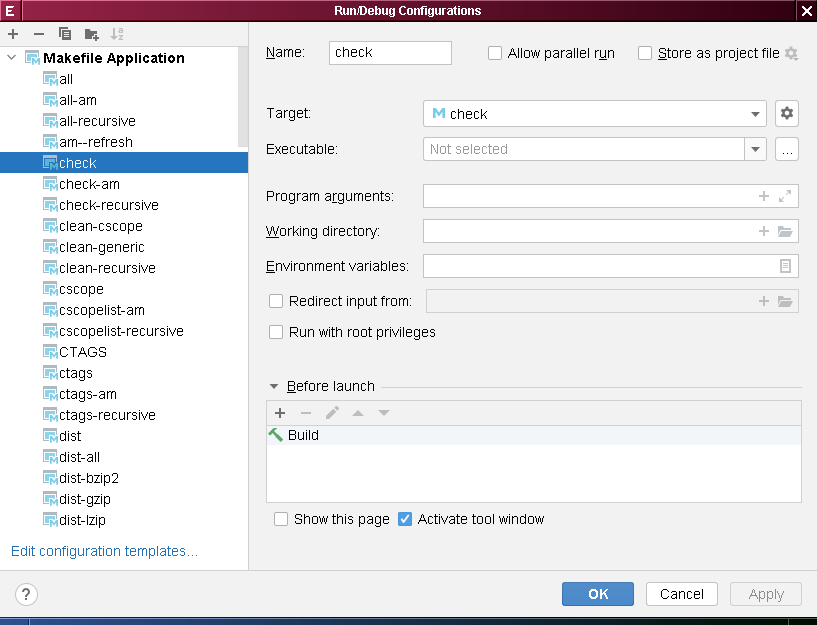 E
Run/Debug Configurations
Makefile Application
all
all-am
all-recursive
am--refresh
check
check-am
check-recursive
clean-cscope
clean-generic
clean-recursive
cscope
cscopelist-am
cscopelist-recursive
CTAGS
ctags
ctags-am
ctags-recursive
dist
dist-all
dist-bzip2
dist-gzip
dist-lzip
Edit configuration templates...
Name: check
Allow parallel run
Store as project file
Target: M check
Executable: Not selected ...
Program arguments:
Working directory:
Environment variables:
Redirect input from:
Run with root privileges
Before launch
Build
Show this page
Activate tool window
? OK Cancel Apply